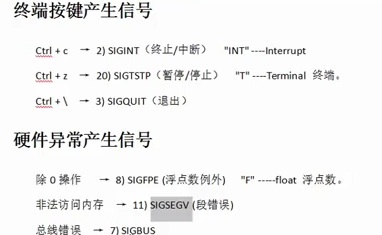 终端按键产生信号
Ctrl + c → 2) SIGINT（终止/中断） "INT" ----Interrupt
Ctrl + z → 20) SIGTSTP（暂停/停止） "T" ----Terminal 终端。
Ctrl + \ → 3) SIGQUIT（退出）
硬件异常产生信号
除 0 操作 → 8) SIGFPE (浮点数例外) "F" -----float 浮点数。
非法访问内存 → 11) SIGSEGV (段错误)
总线错误 → 7) SIGBUS